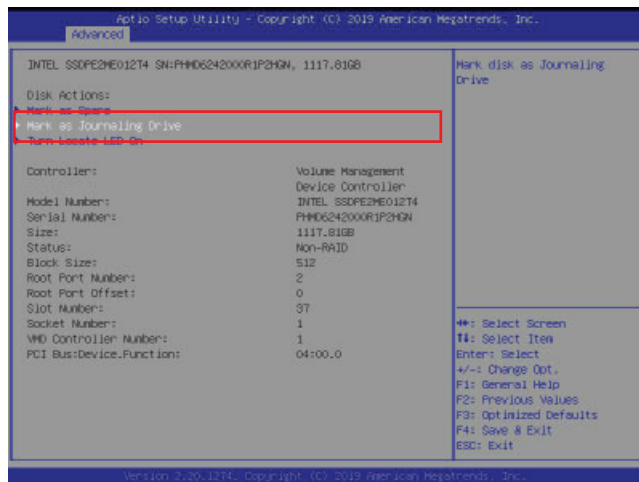 Aptio Setup Utility - Copyright (C) 2019 American Megatrends, Inc.
Advanced
INTEL SSDPE2ME012T4 SN:PHMD6242000R1P2HGN, 1117.81GB
Disk Actions:
Mark as Spare
Mark as Journaling Drive
Turn Locate LED On
Controller: Volume Management
Device Controller
Model Number: INTEL SSDPE2ME012T4
Serial Number: PHMD6242000R1P2HGN
Size: 1117.81GB
Status: Non-RAID
Block Size: 512
Root Port Number: 2
Root Port Offset: 0
Slot Number: 37
Socket Number: 1
VMD Controller Number: 1
PCI Bus:Device.Function: 04:00.0
Mark disk as Journaling
Drive
→←: Select Screen
↑↓: Select Item
Enter: Select
+/-: Change Opt.
F1: General Help
F2: Previous Values
F3: Optimized Defaults
F4: Save & Exit
ESC: Exit
Version 2.20.1274. Copyright (C) 2019 American Megatrends, Inc.